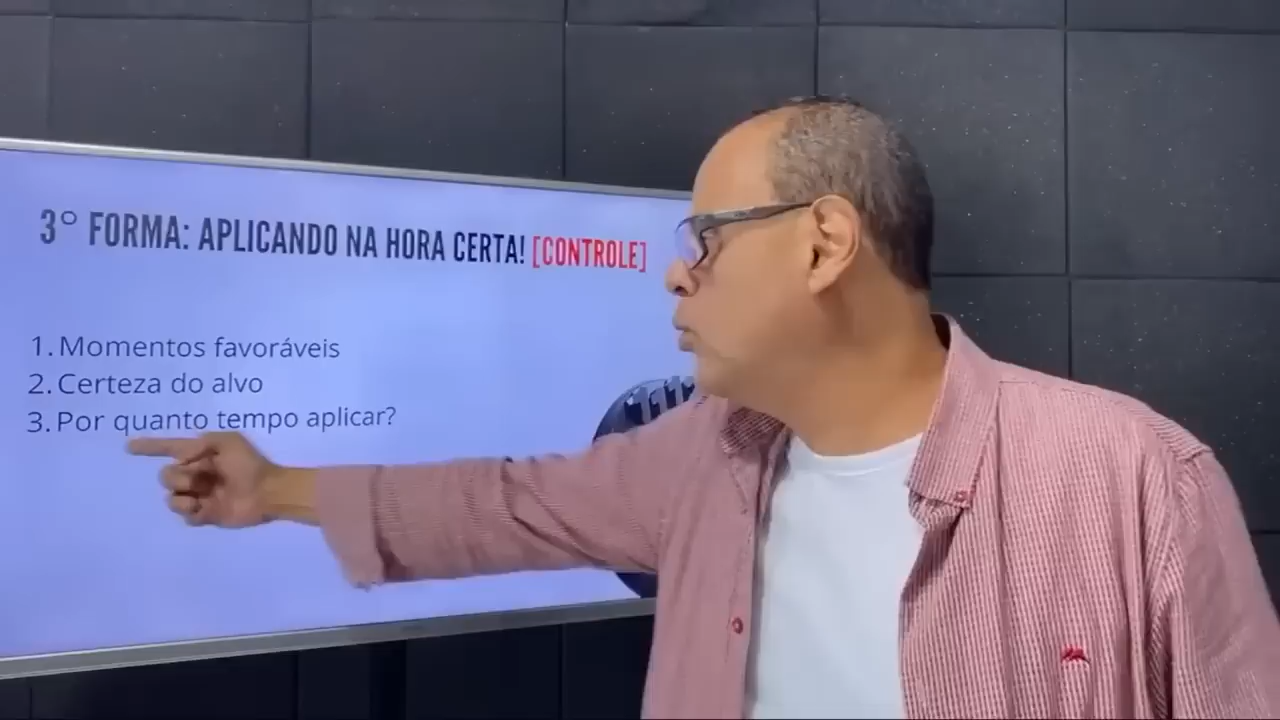 3° FORMA: APLICANDO NA HORA CERTA! [CONTROLE]
1. Momentos favoráveis
2. Certeza do alvo
3. Por quanto tempo aplicar?